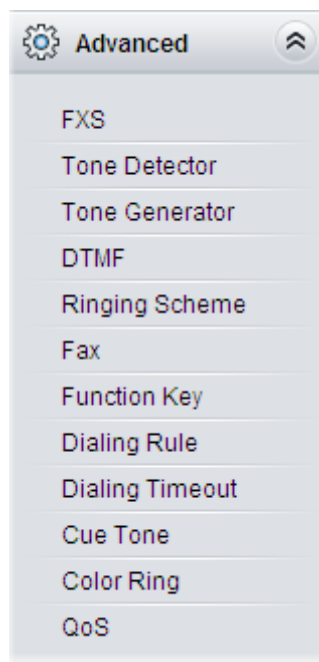 Advanced
FXS
Tone Detector
Tone Generator
DTMF
Ringing Scheme
Fax
Function Key
Dialing Rule
Dialing Timeout
Cue Tone
Color Ring
QoS